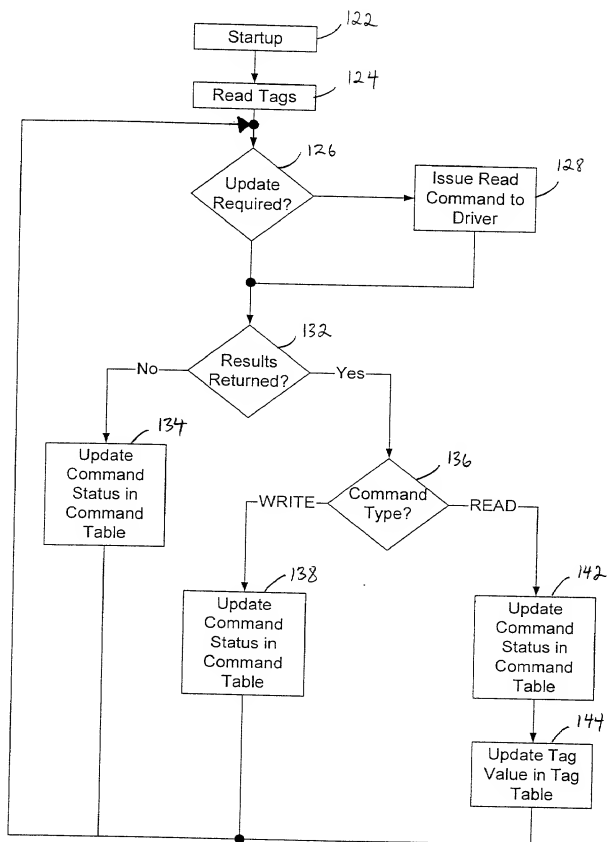 Startup
122
Read Tags
124
Update
Required?
126
Issue Read
Command to
Driver
128
Results
Returned?
132
No
Yes
Update
Command
Status in
Command
Table
134
Command
Type?
136
WRITE
READ
Update
Command
Status in
Command
Table
138
Update
Command
Status in
Command
Table
142
Update Tag
Value in Tag
Table
144